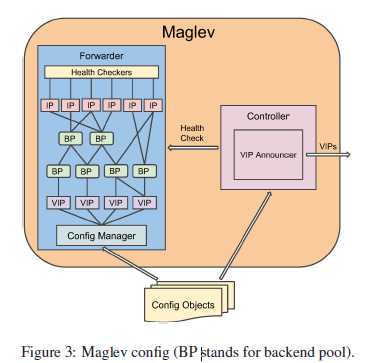 Maglev
Forwarder
Health Checkers
IP IP IP IP IP IP
BP BP
BP BP BP BP
VIP VIP VIP VIP
Config Manager
Health
Check
Controller
VIP Announcer
VIPs
Config Objects
Figure 3: Maglev config (BP stands for backend pool).